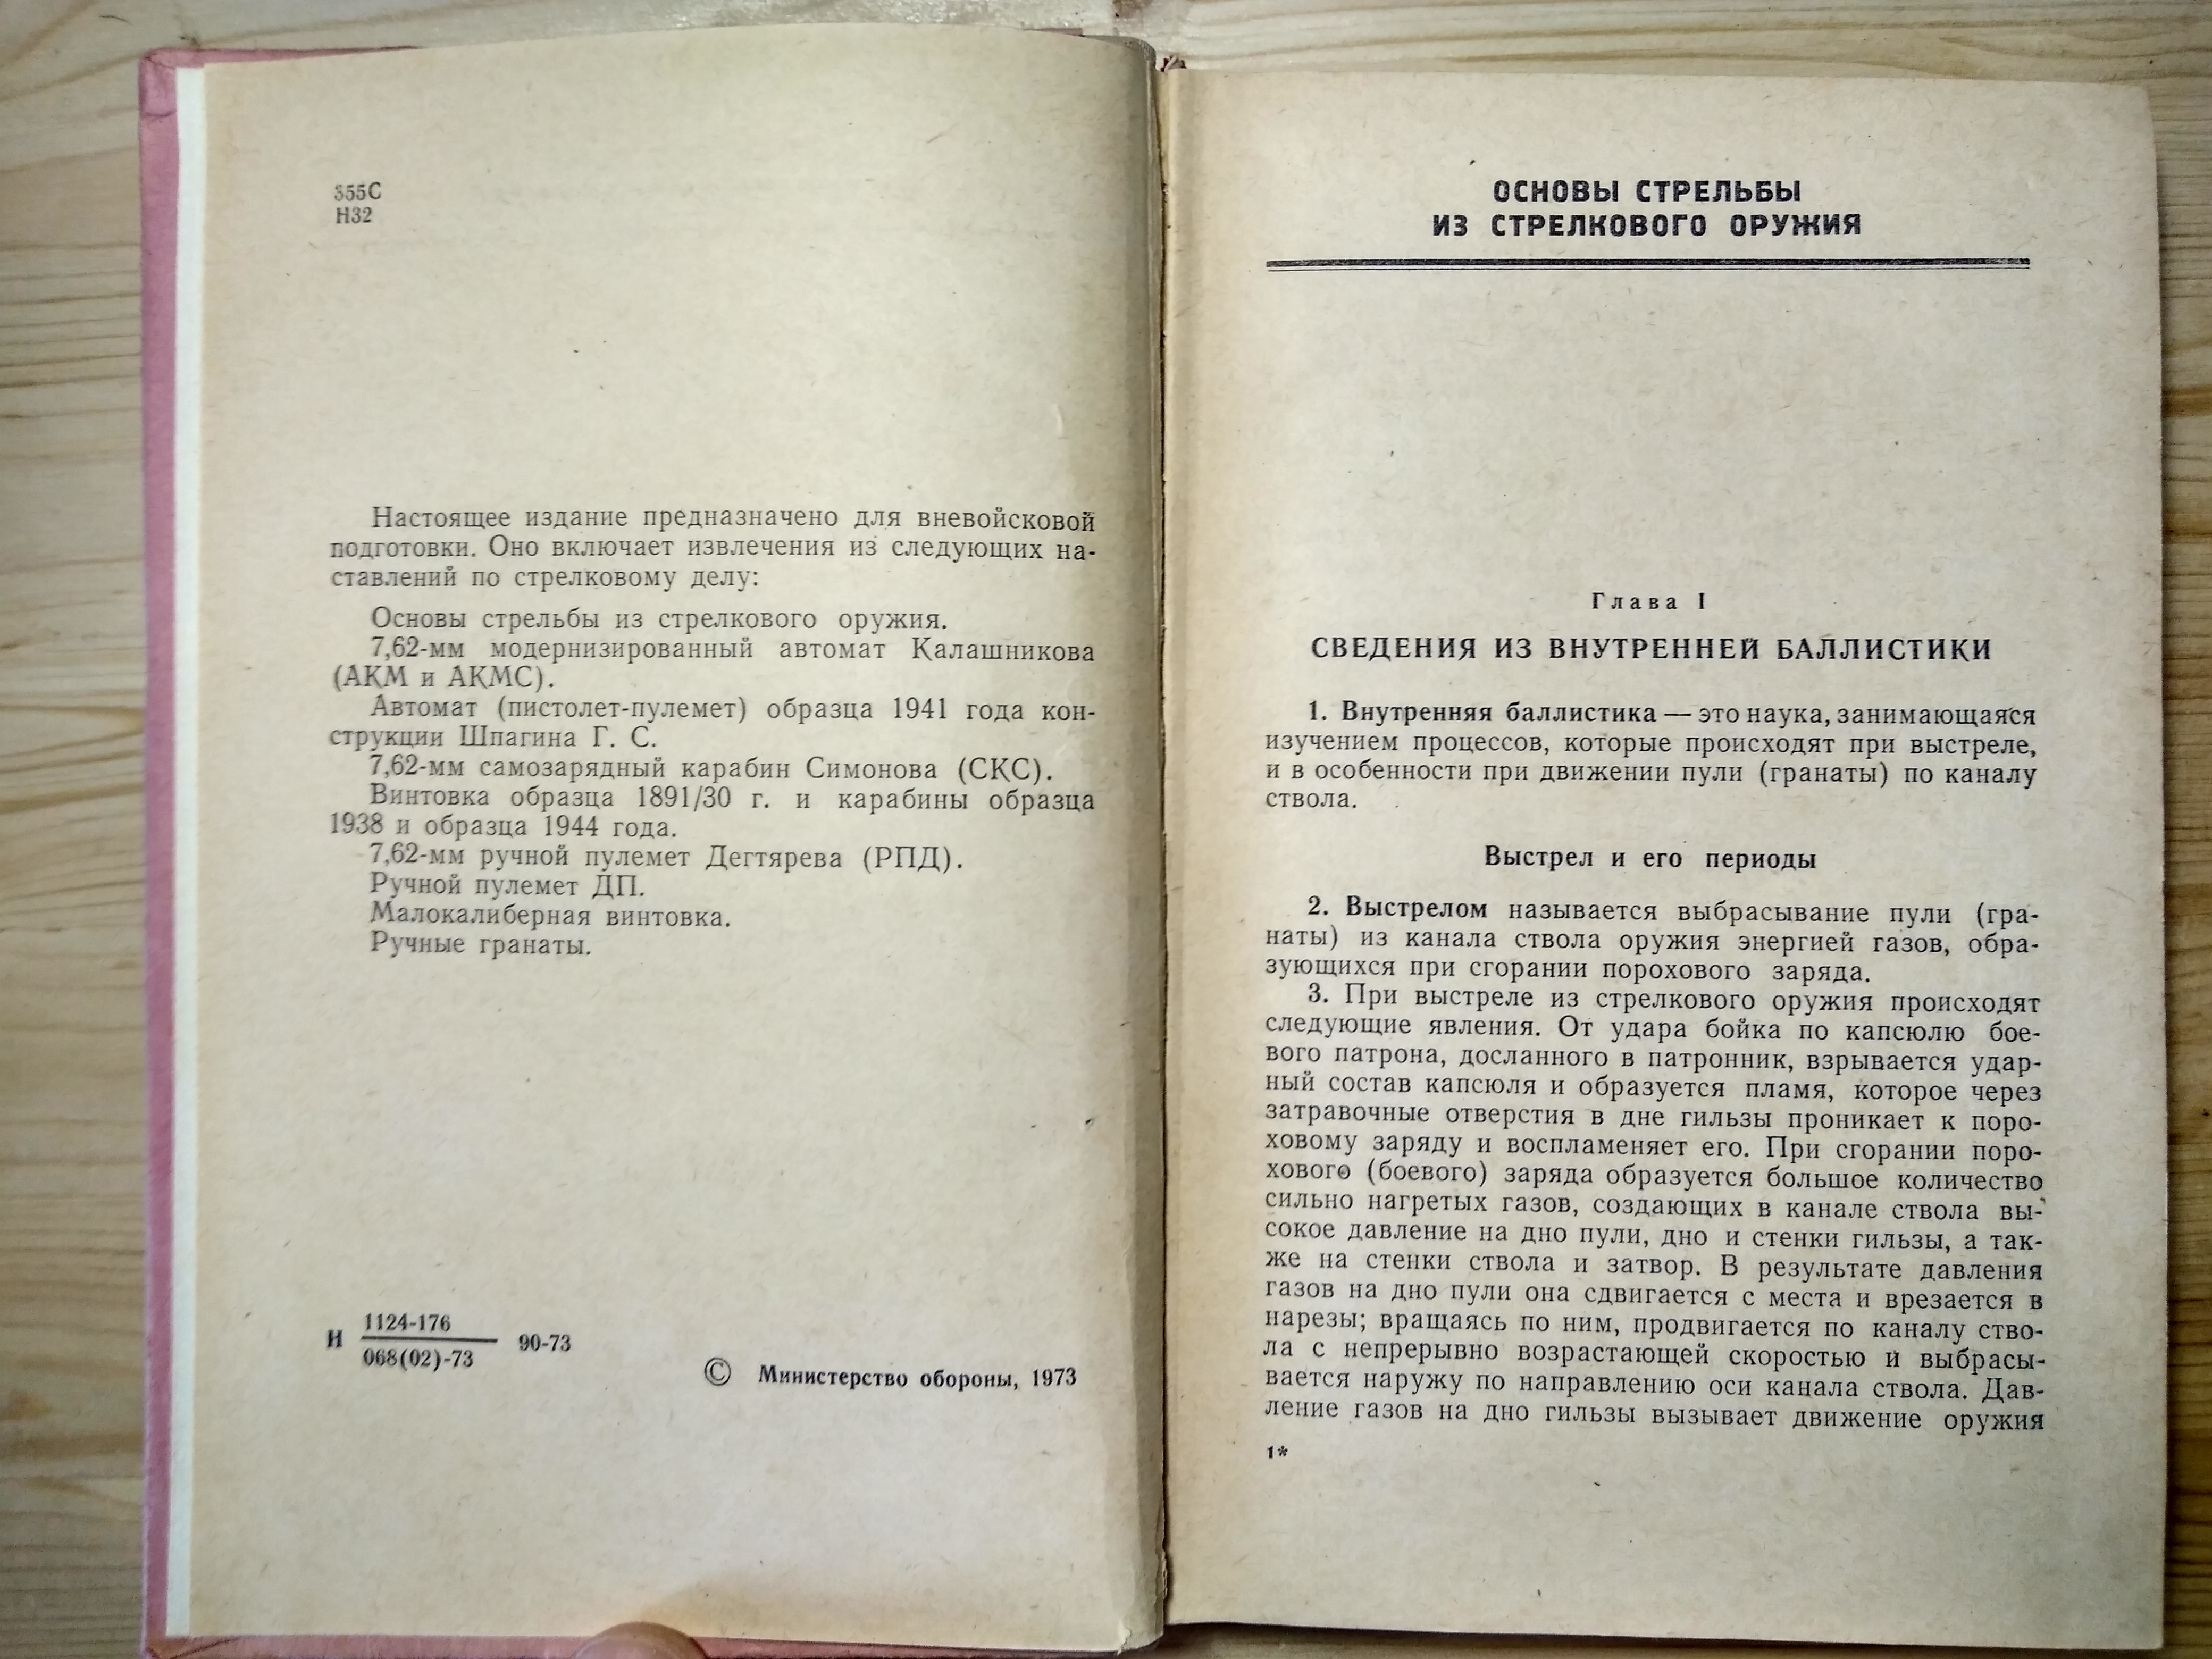 355С
Н32
Настоящее издание предназначено для вневойсковой
подготовки. Оно включает извлечения из следующих на-
ставлений по стрелковому делу:
Основы стрельбы из стрелкового оружия.
7,62-мм модернизированный автомат Калашникова
(АКМ и АКМС).
Автомат (пистолет-пулемет) образца 1941 года кон-
струкции Шпагина Г. С.
7,62-мм самозарядный карабин Симонова (СКС).
Винтовка образца 1891/30 г. и карабины образца
1938 и образца 1944 года.
7,62-мм ручной пулемет Дегтярева (РПД).
Ручной пулемет ДП.
Малокалиберная винтовка.
Ручные гранаты.
Н 1124-176 90-73
068(02)-73
© Министерство обороны, 1973
ОСНОВЫ СТРЕЛЬБЫ
ИЗ СТРЕЛКОВОГО ОРУЖИЯ
Глава I
СВЕДЕНИЯ ИЗ ВНУТРЕННЕЙ БАЛЛИСТИКИ
1. Внутренняя баллистика — это наука, занимающаяся
изучением процессов, которые происходят при выстреле,
и в особенности при движении пули (гранаты) по каналу
ствола.
Выстрел и его периоды
2. Выстрелом называется выбрасывание пули (гра-
наты) из канала ствола оружия энергией газов, обра-
зующихся при сгорании порохового заряда.
3. При выстреле из стрелкового оружия происходят
следующие явления. От удара бойка по капсюлю бое-
вого патрона, досланного в патронник, взрывается удар-
ный состав капсюля и образуется пламя, которое через
затравочные отверстия в дне гильзы проникает к поро-
ховому заряду и воспламеняет его. При сгорании поро-
хового (боевого) заряда образуется большое количество
сильно нагретых газов, создающих в канале ствола вы-
сокое давление на дно пули, дно и стенки гильзы, а так-
же на стенки ствола и затвор. В результате давления
газов на дно пули она сдвигается с места и врезается в
нарезы; вращаясь по ним, продвигается по каналу ство-
ла с непрерывно возрастающей скоростью и выбрасы-
вается наружу по направлению оси канала ствола. Дав-
ление газов на дно гильзы вызывает движение оружия
1*